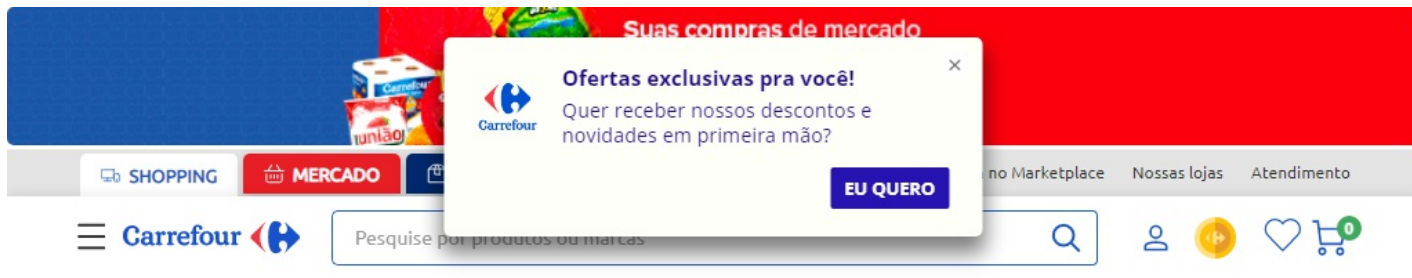 Suas compras de mercado
união
Ofertas exclusivas pra você!
Quer receber nossos descontos e
novidades em primeira mão?
Carrefour
EU QUERO
SHOPPING
MERCADO
no Marketplace
Nossas lojas
Atendimento
Carrefour
Pesquise por produtos ou marcas
0